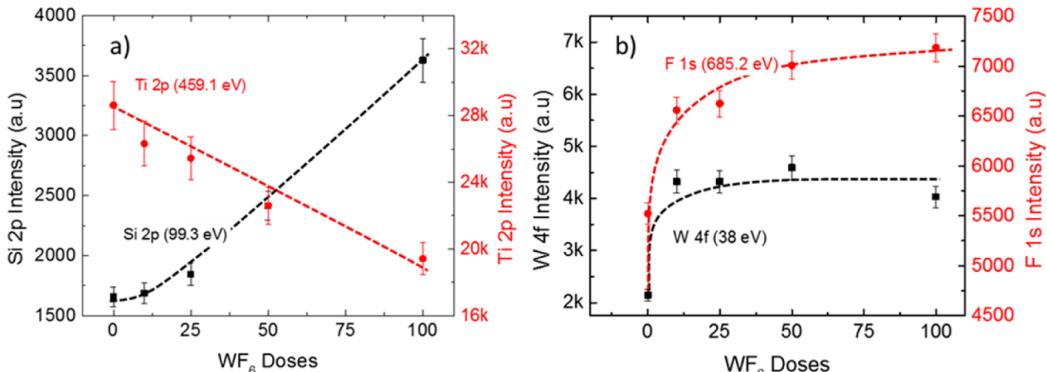 a)
Ti 2p (459.1 eV)
Si 2p (99.3 eV)
Si 2p Intensity (a.u)
4000
3500
3000
2500
2000
1500
Ti 2p Intensity (a.u)
32k
28k
24k
20k
16k
0 25 50 75 100
WF₆ Doses
b)
F 1s (685.2 eV)
W 4f (38 eV)
W 4f Intensity (a.u)
7k
6k
5k
4k
3k
2k
F 1s Intensity (a.u)
7500
7000
6500
6000
5500
5000
4500
0 25 50 75 100
WF₆ Doses